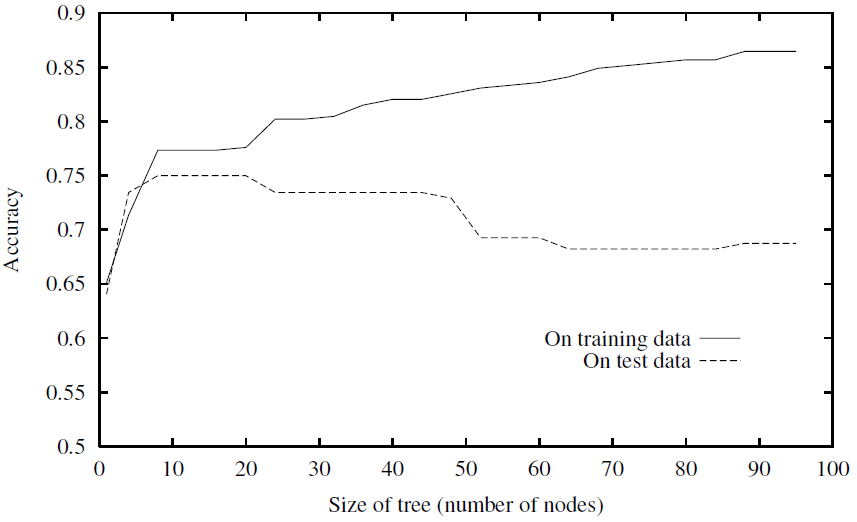 0.9
0.85
0.8
0.75
0.7
0.65
0.6
0.55
0.5
Accuracy
On training data
On test data
0 10 20 30 40 50 60 70 80 90 100
Size of tree (number of nodes)